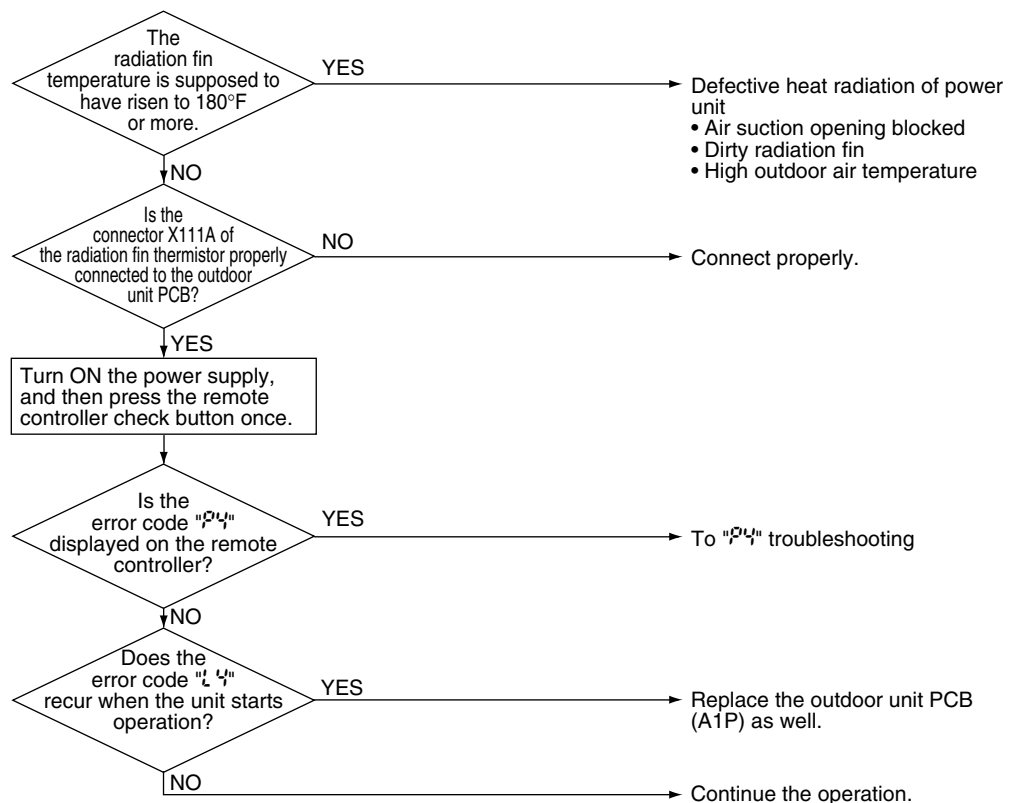 The
radiation fin
temperature is supposed to
have risen to 180°F
or more.
YES
Defective heat radiation of power
unit
• Air suction opening blocked
• Dirty radiation fin
• High outdoor air temperature
NO
Is the
connector X111A of
the radiation fin thermistor properly
connected to the outdoor
unit PCB?
NO
Connect properly.
YES
Turn ON the power supply,
and then press the remote
controller check button once.
Is the
error code "P4"
displayed on the remote
controller?
YES
To "P4" troubleshooting
NO
Does the
error code "L4"
recur when the unit starts
operation?
YES
Replace the outdoor unit PCB
(A1P) as well.
NO
Continue the operation.